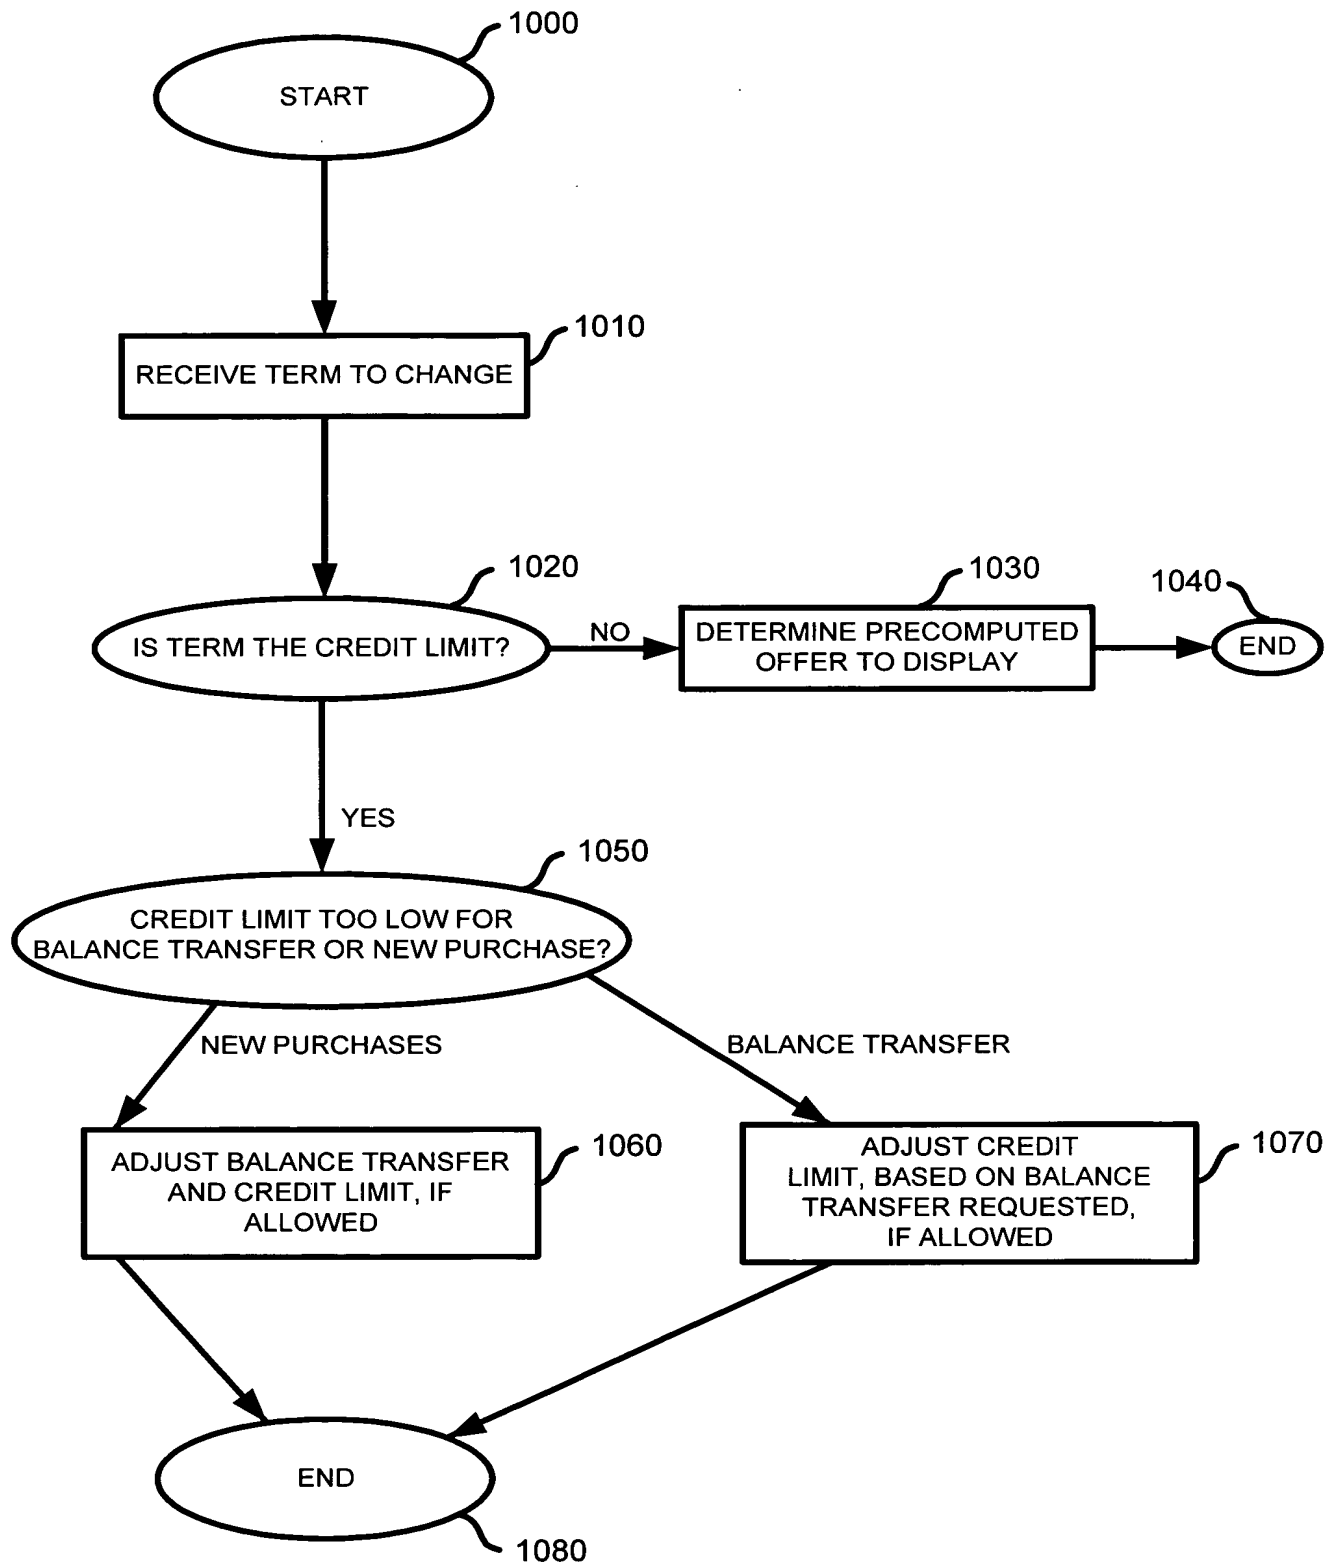 1000
START
1010
RECEIVE TERM TO CHANGE
1020
IS TERM THE CREDIT LIMIT?
NO
1030
DETERMINE PRECOMPUTED
OFFER TO DISPLAY
1040
END
YES
1050
CREDIT LIMIT TOO LOW FOR
BALANCE TRANSFER OR NEW PURCHASE?
NEW PURCHASES
BALANCE TRANSFER
1060
ADJUST BALANCE TRANSFER
AND CREDIT LIMIT, IF
ALLOWED
1070
ADJUST CREDIT
LIMIT, BASED ON BALANCE
TRANSFER REQUESTED,
IF ALLOWED
END
1080